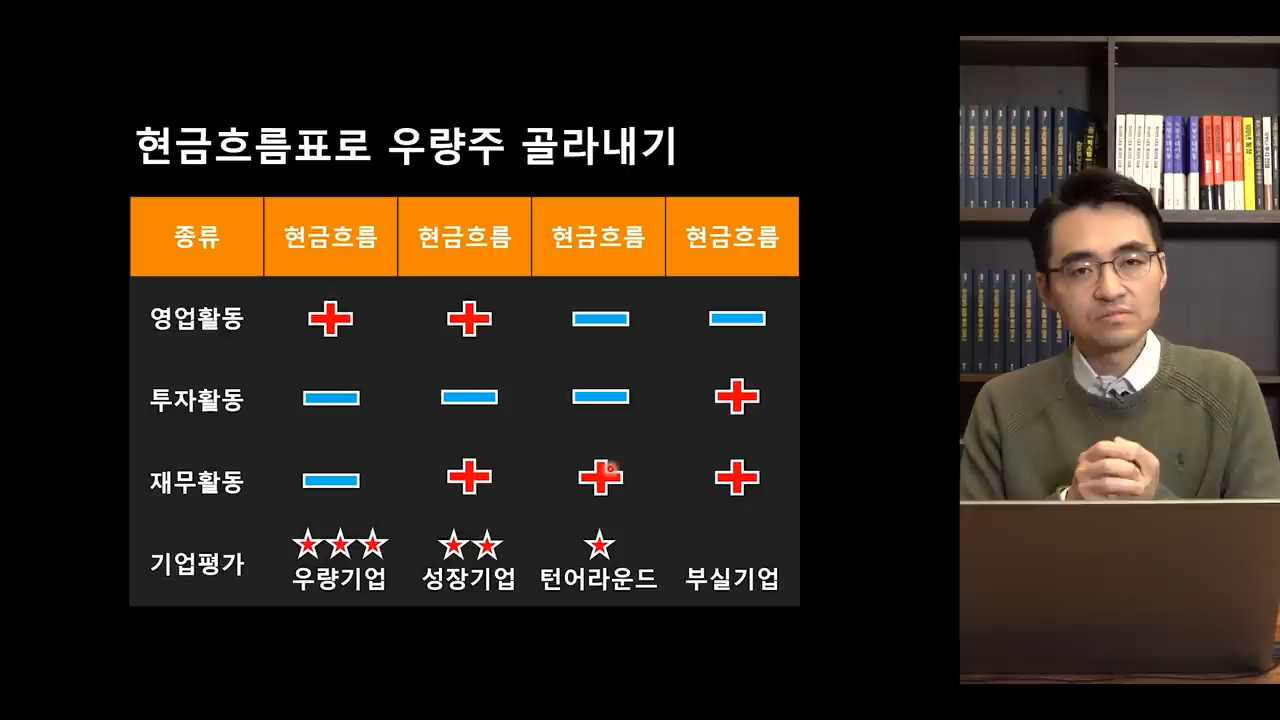 현금흐름표로 우량주 골라내기
종류 현금흐름 현금흐름 현금흐름 현금흐름
영업활동
투자활동
재무활동
기업평가
우량기업 성장기업 턴어라운드 부실기업